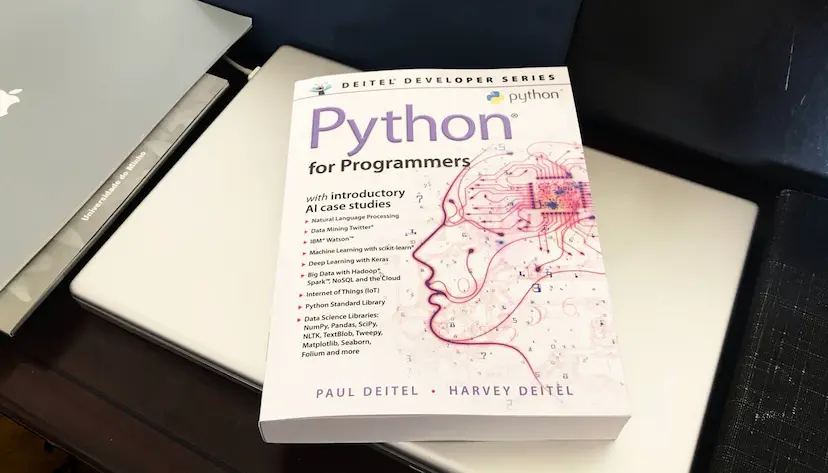 Universidade do Minho
DEITEL® DEVELOPER SERIES
python™
Python®
for Programmers
with introductory
AI case studies
Natural Language Processing
Data Mining Twitter®
IBM® Watson™
Machine Learning with scikit-learn®
Deep Learning with Keras
Big Data with Hadoop®,
Spark™, NoSQL and the Cloud
Internet of Things (IoT)
Python Standard Library
Data Science Libraries:
NumPy, Pandas, SciPy,
NLTK, TextBlob, Tweepy,
Matplotlib, Seaborn,
Folium and more
PAUL DEITEL • HARVEY DEITEL